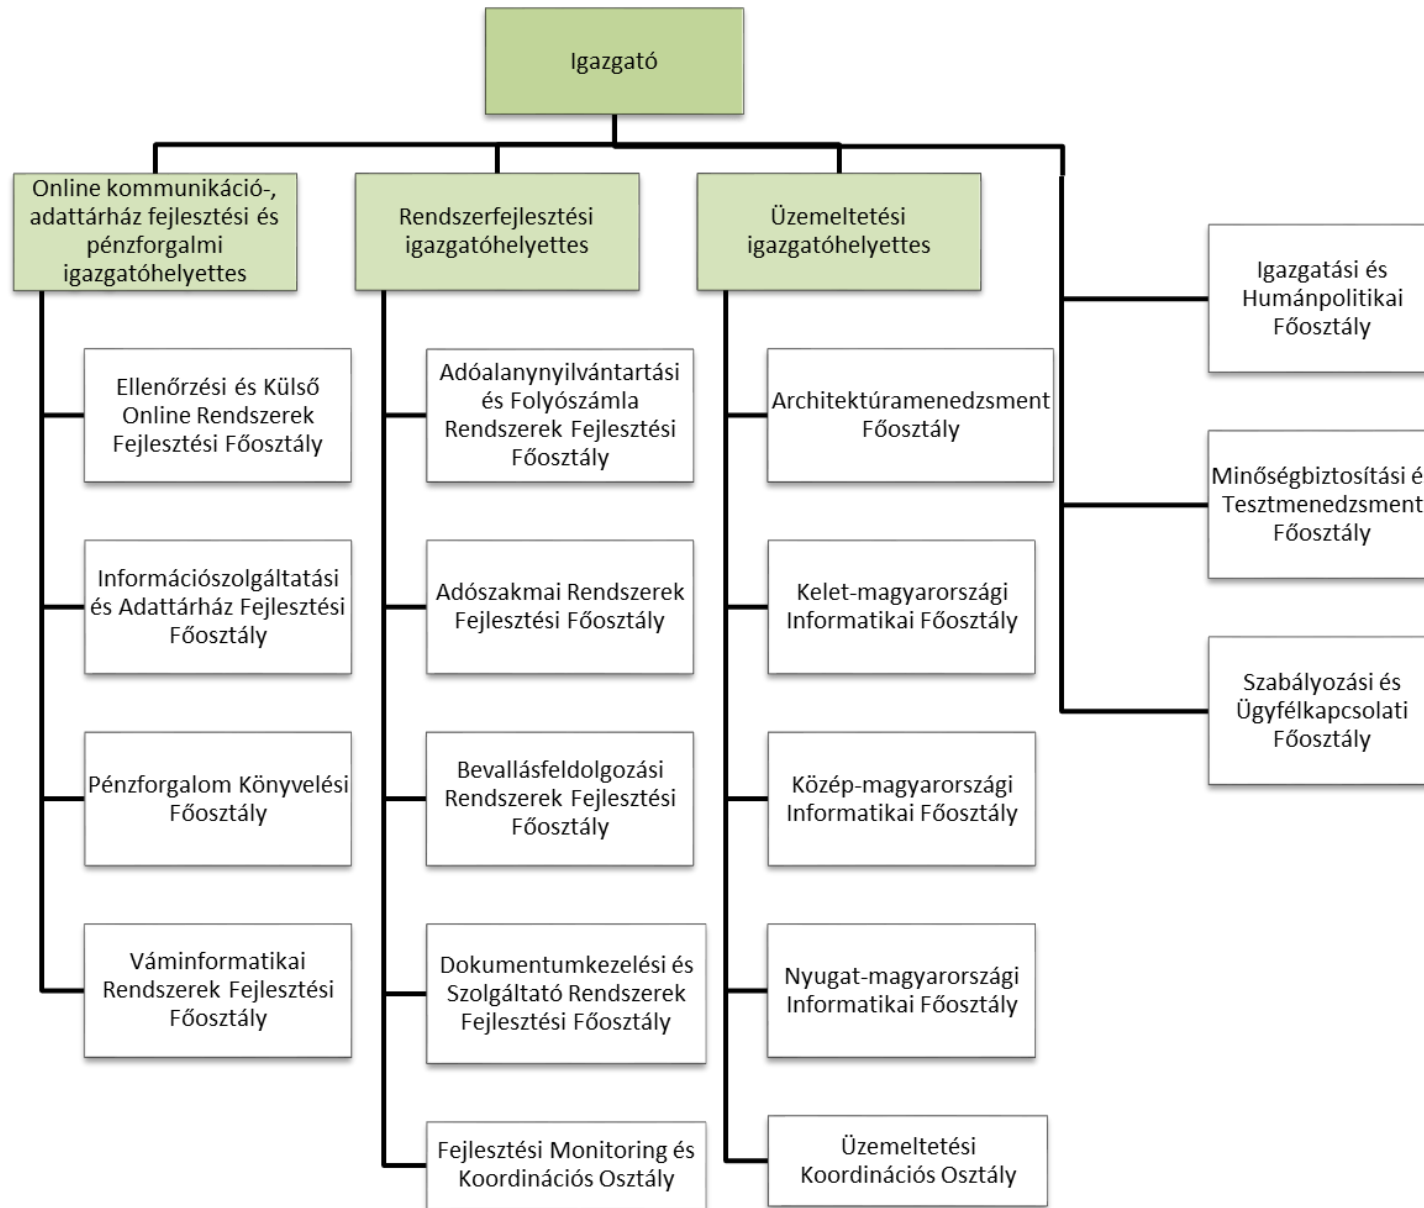 Igazgató
Online kommunikáció-,
adattárház fejlesztési és
pénzforgalmi
igazgatóhelyettes
Ellenőrzési és Külső
Online Rendszerek
Fejlesztési Főosztály
Információszolgáltatási
és Adattárház Fejlesztési
Főosztály
Pénzforgalom Könyvelési
Főosztály
Váminformatikai
Rendszerek Fejlesztési
Főosztály
Rendszerfejlesztési
igazgatóhelyettes
Adóalanynyilvántartási
és Folyószámla
Rendszerek Fejlesztési
Főosztály
Adószakmai Rendszerek
Fejlesztési Főosztály
Bevallásfeldolgozási
Rendszerek Fejlesztési
Főosztály
Dokumentumkezelési és
Szolgáltató Rendszerek
Fejlesztési Főosztály
Fejlesztési Monitoring és
Koordinációs Osztály
Üzemeltetési
igazgatóhelyettes
Architektúramenedzsment
Főosztály
Kelet-magyarországi
Informatikai Főosztály
Közép-magyarországi
Informatikai Főosztály
Nyugat-magyarországi
Informatikai Főosztály
Üzemeltetési
Koordinációs Osztály
Igazgatási és
Humánpolitikai
Főosztály
Minőségbiztosítási
Tesztmenedzsment
Főosztály
Szabályozási és
Ügyfélkapcsolati
Főosztály